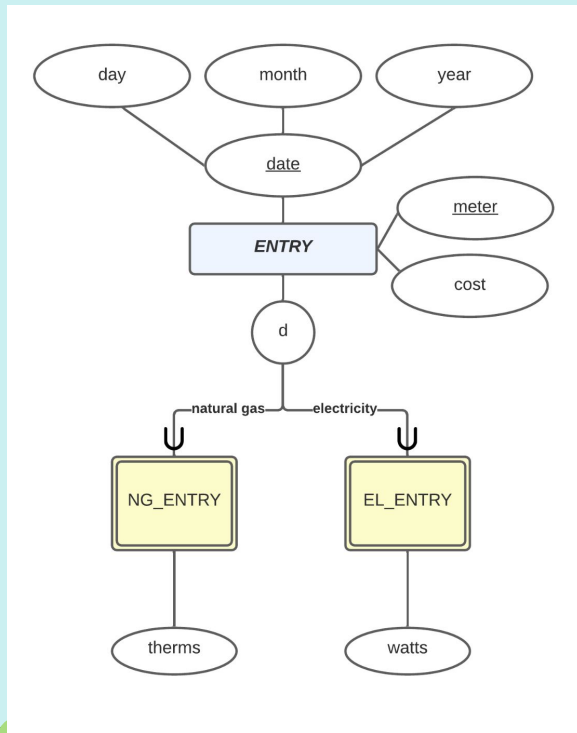 day
month
year
date
meter
ENTRY
cost
d
natural gas
electricity
NG_ENTRY
EL_ENTRY
therms
watts